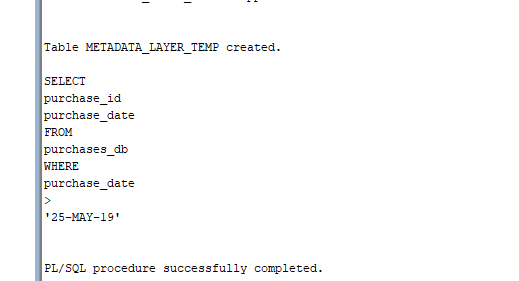 Table METADATA_LAYER_TEMP created.
SELECT
purchase_id
purchase_date
FROM
purchases_db
WHERE
purchase_date
>
'25-MAY-19'
PL/SQL procedure successfully completed.